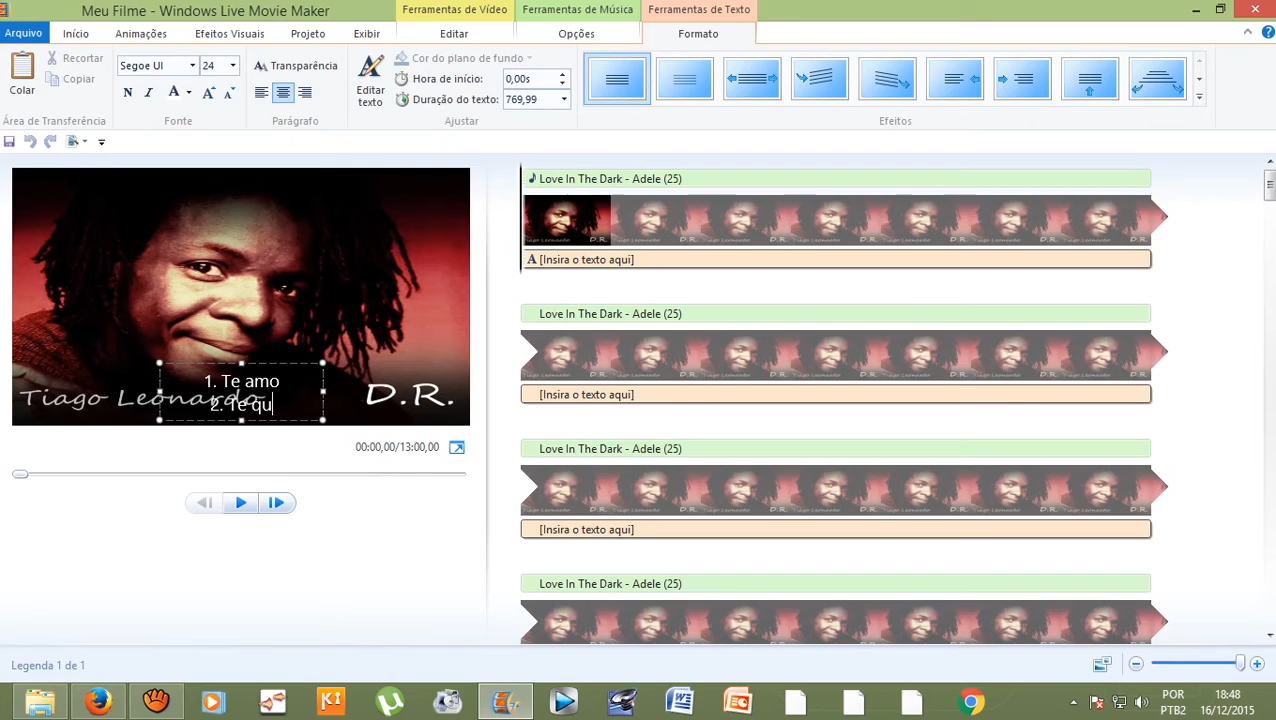 Meu Filme - Windows Live Movie Maker
Ferramentas de Vídeo
Ferramentas de Música
Ferramentas de Texto
Arquivo
Início
Animações
Efeitos Visuais
Projeto
Exibir
Editar
Opções
Formato
Colar
Recortar
Copiar
Área de Transferência
Segoe UI
24
Transparência
Fonte
Parágrafo
Editar texto
Cor do plano de fundo
Hora de início: 0,00s
Duração do texto: 769,99
Ajustar
Efeitos
Tiago Leonardo
D.R.
1. Te amo
2. Te qu
00:00,00/13:00,00
Love In The Dark - Adele (25)
A [Insira o texto aqui]
Love In The Dark - Adele (25)
[Insira o texto aqui]
Love In The Dark - Adele (25)
[Insira o texto aqui]
Love In The Dark - Adele (25)
Legenda 1 de 1
POR
PTB2
18:48
16/12/2015